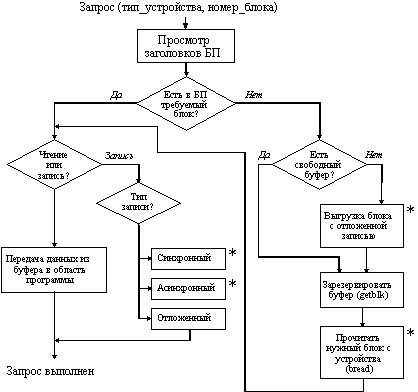 Запрос (тип_устройства, номер_блока)
Просмотр
заголовков БП
Да
Есть в БП
требуемый
блок?
Нет
Чтение
или
запись?
Запись
Да
Есть
свободный
буфер?
Нет
Тип
записи?
Выгрузка блока
с отложенной
записью
*
Передача данных из
буфера в область
программы
Синхронный
*
Асинхронный
*
Отложенный
Зарезервировать
буфер (getblk)
Прочитать
нужный блок с
устройства
(bread)
*
Запрос выполнен